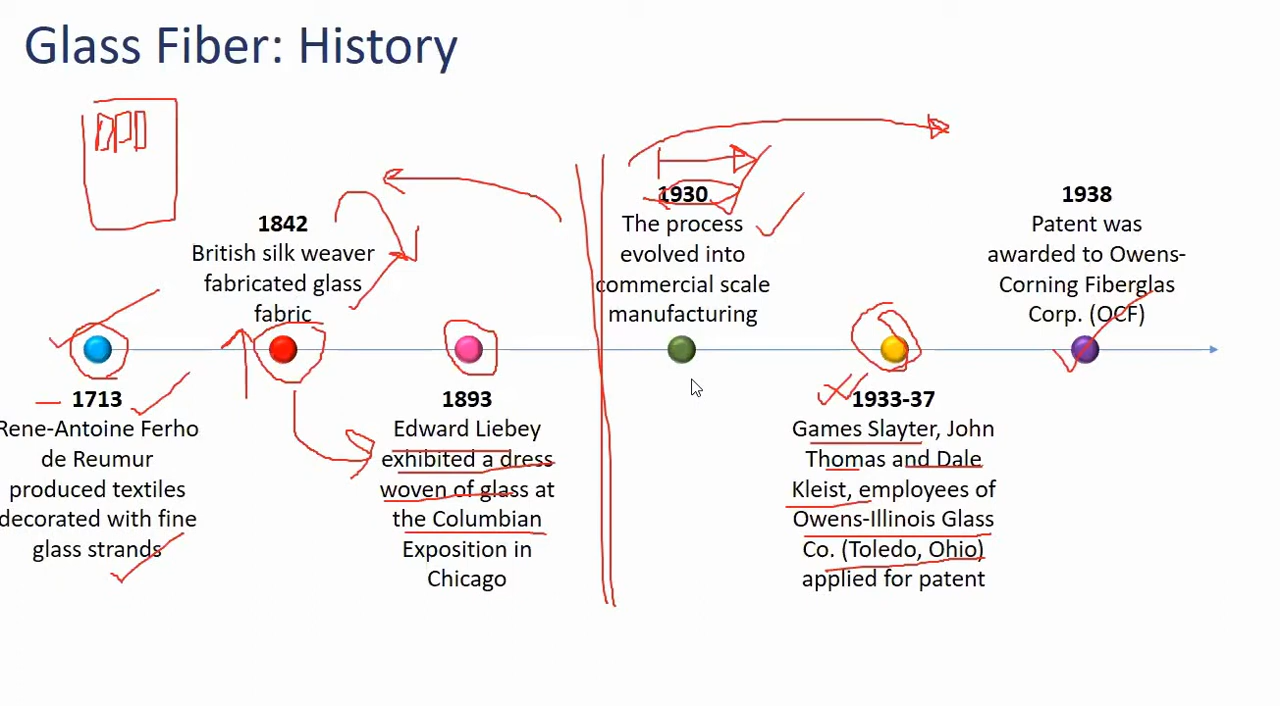 Glass Fiber: History
1713
Rene-Antoine Ferho
de Reumur
produced textiles
decorated with fine
glass strands
1842
British silk weaver
fabricated glass
fabric
1893
Edward Liebey
exhibited a dress
woven of glass at
the Columbian
Exposition in
Chicago
1930
The process
evolved into
commercial scale
manufacturing
1933-37
Games Slayter, John
Thomas and Dale
Kleist, employees of
Owens-Illinois Glass
Co. (Toledo, Ohio)
applied for patent
1938
Patent was
awarded to Owens-
Corning Fiberglas
Corp. (OCF)